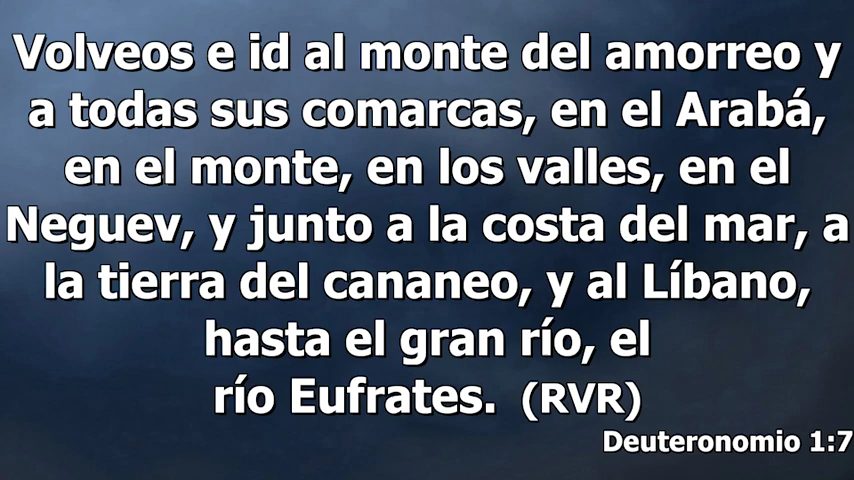 Volveos e id al monte del amorreo y
a todas sus comarcas, en el Arabá,
en el monte, en los valles, en el
Neguev, y junto a la costa del mar, a
la tierra del cananeo, y al Líbano,
hasta el gran río, el
río Eufrates. (RVR)
Deuteronomio 1:7